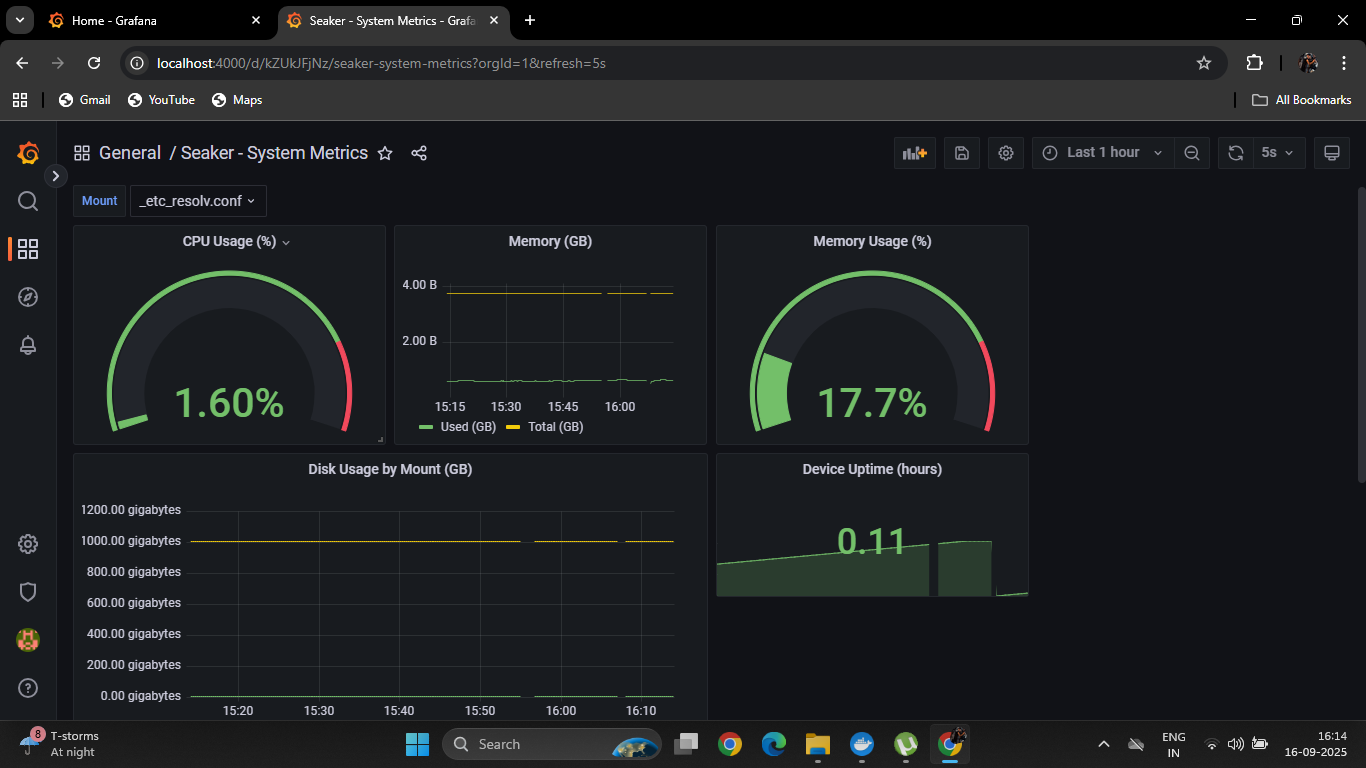 Home - Grafana
Seaker - System Metrics - Grafa
localhost:4000/d/kZUkJFjNz/seaker-system-metrics?orgId=1&refresh=5s
Gmail
YouTube
Maps
All Bookmarks
General / Seaker - System Metrics
Last 1 hour
5s
Mount
_etc_resolv.conf
CPU Usage (%)
1.60%
Memory (GB)
4.00 B
2.00 B
15:15 15:30 15:45 16:00
Used (GB) Total (GB)
Memory Usage (%)
17.7%
Disk Usage by Mount (GB)
1200.00 gigabytes
1000.00 gigabytes
800.00 gigabytes
600.00 gigabytes
400.00 gigabytes
200.00 gigabytes
0.00 gigabytes
15:20 15:30 15:40 15:50 16:00 16:10
Device Uptime (hours)
0.11
8
T-storms
At night
Search
ENG
IN
16:14
16-09-2025